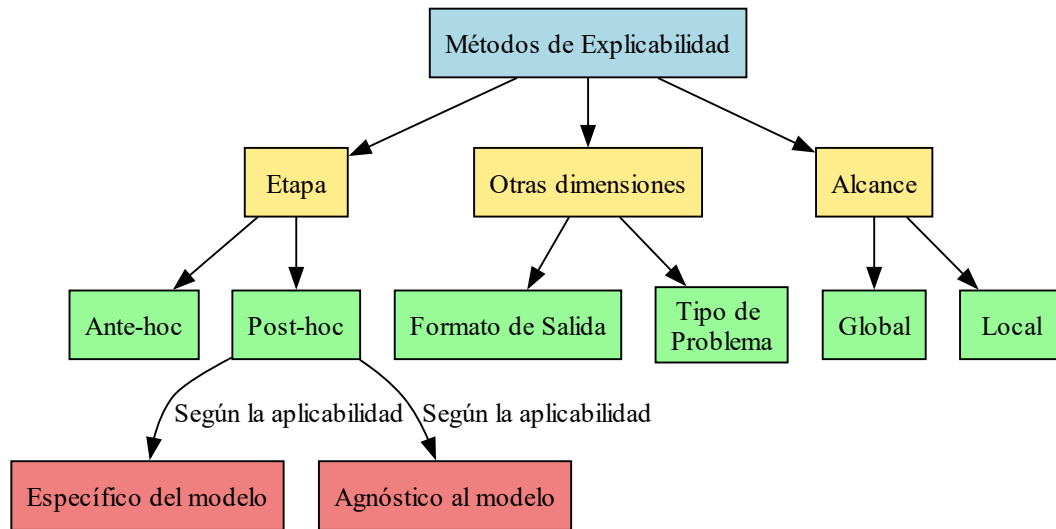 Métodos de Explicabilidad
Etapa
Otras dimensiones
Alcance
Ante-hoc
Post-hoc
Formato de Salida
Tipo de
Problema
Global
Local
Según la aplicabilidad
Según la aplicabilidad
Específico del modelo
Agnóstico al modelo